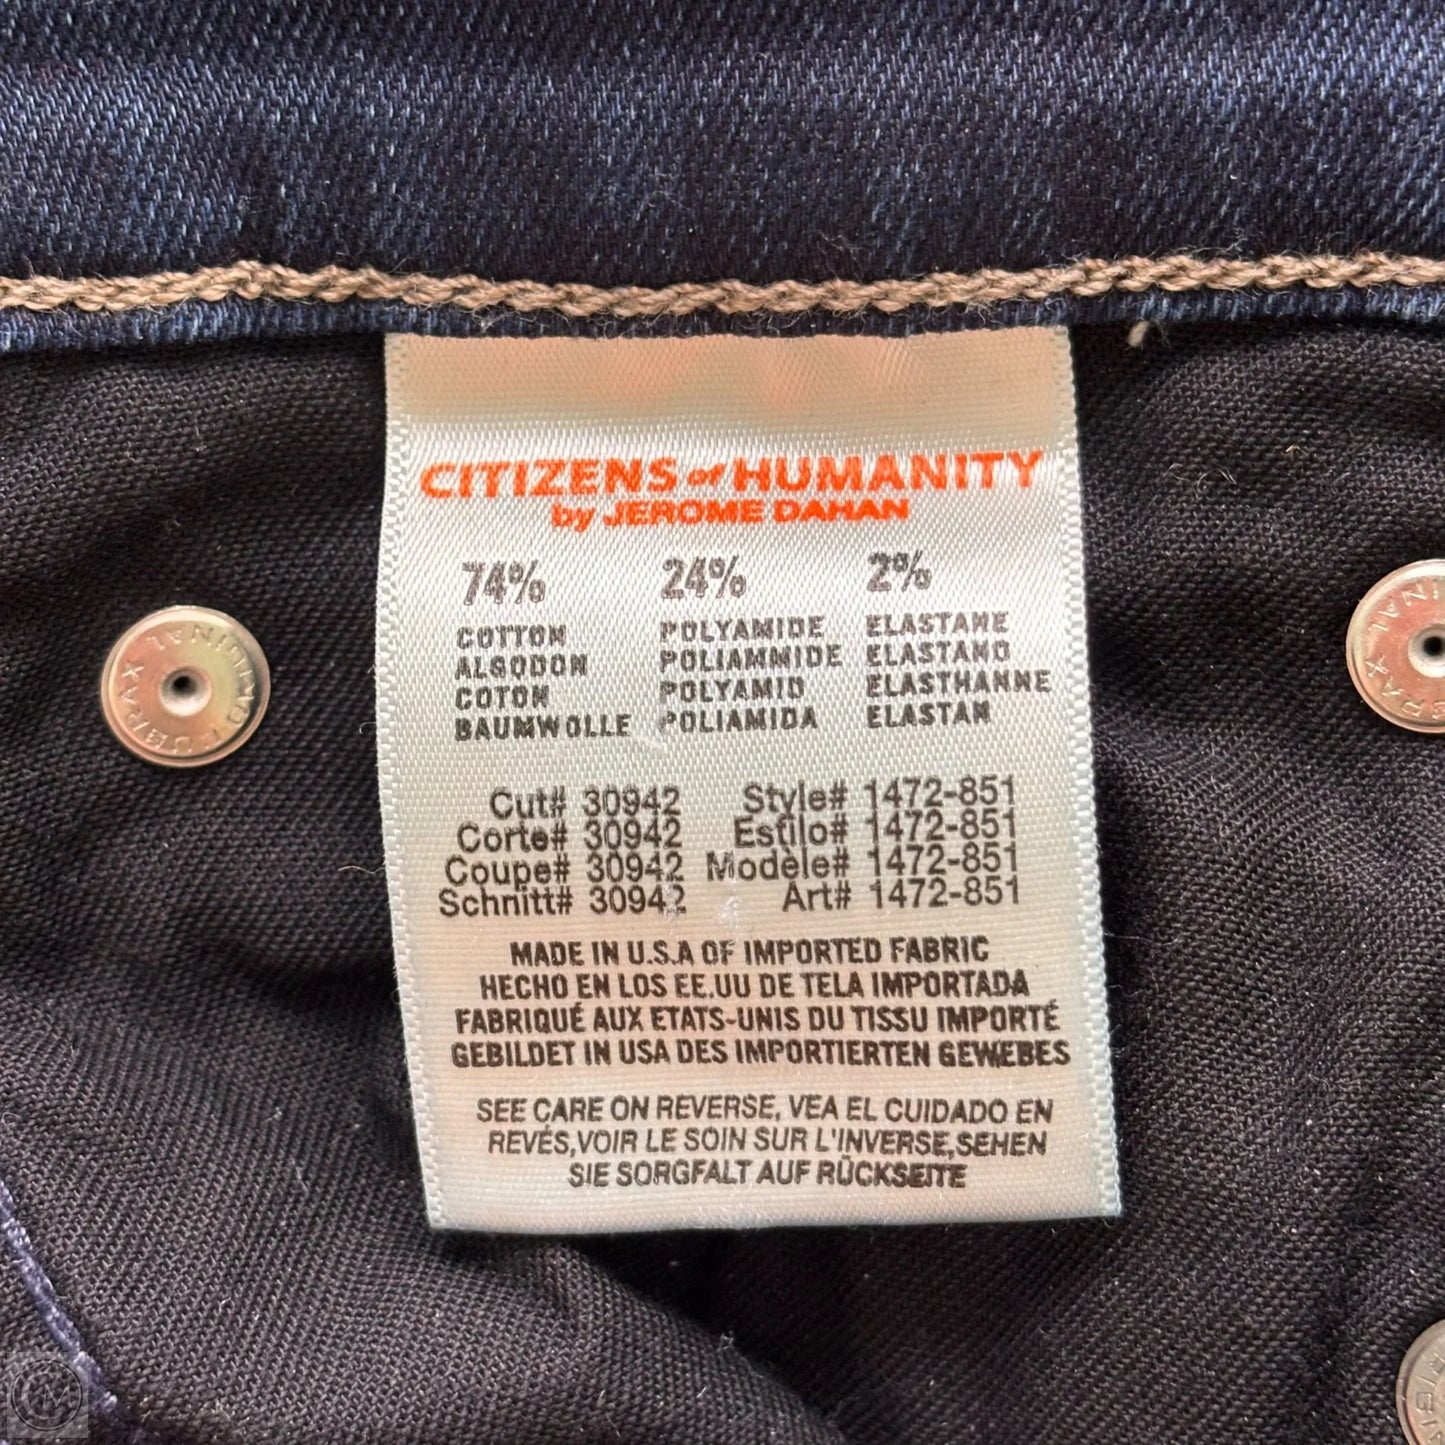 CITIZENS of HUMANITY
by JEROME DAHAN
74% 24% 2%
COTTON POLYAMIDE ELASTANE
ALGODON POLIAMMIDE ELASTANO
COTON POLYAMID ELASTHANNE
BAUMWOLLE POLIAMIDA ELASTAN
Cut# 30942 Style# 1472-851
Corte# 30942 Estilo# 1472-851
Coupe# 30942 Modèle# 1472-851
Schnitt# 30942 Art# 1472-851
MADE IN U.S.A OF IMPORTED FABRIC
HECHO EN LOS EE.UU DE TELA IMPORTADA
FABRIQUÉ AUX ETATS-UNIS DU TISSU IMPORTÉ
GEBILDET IN USA DES IMPORTIERTEN GEWEBES
SEE CARE ON REVERSE, VEA EL CUIDADO EN
REVÉS,VOIR LE SOIN SUR L'INVERSE,SEHEN
SIE SORGFALT AUF RÜCKSEITE
ORIGINAL